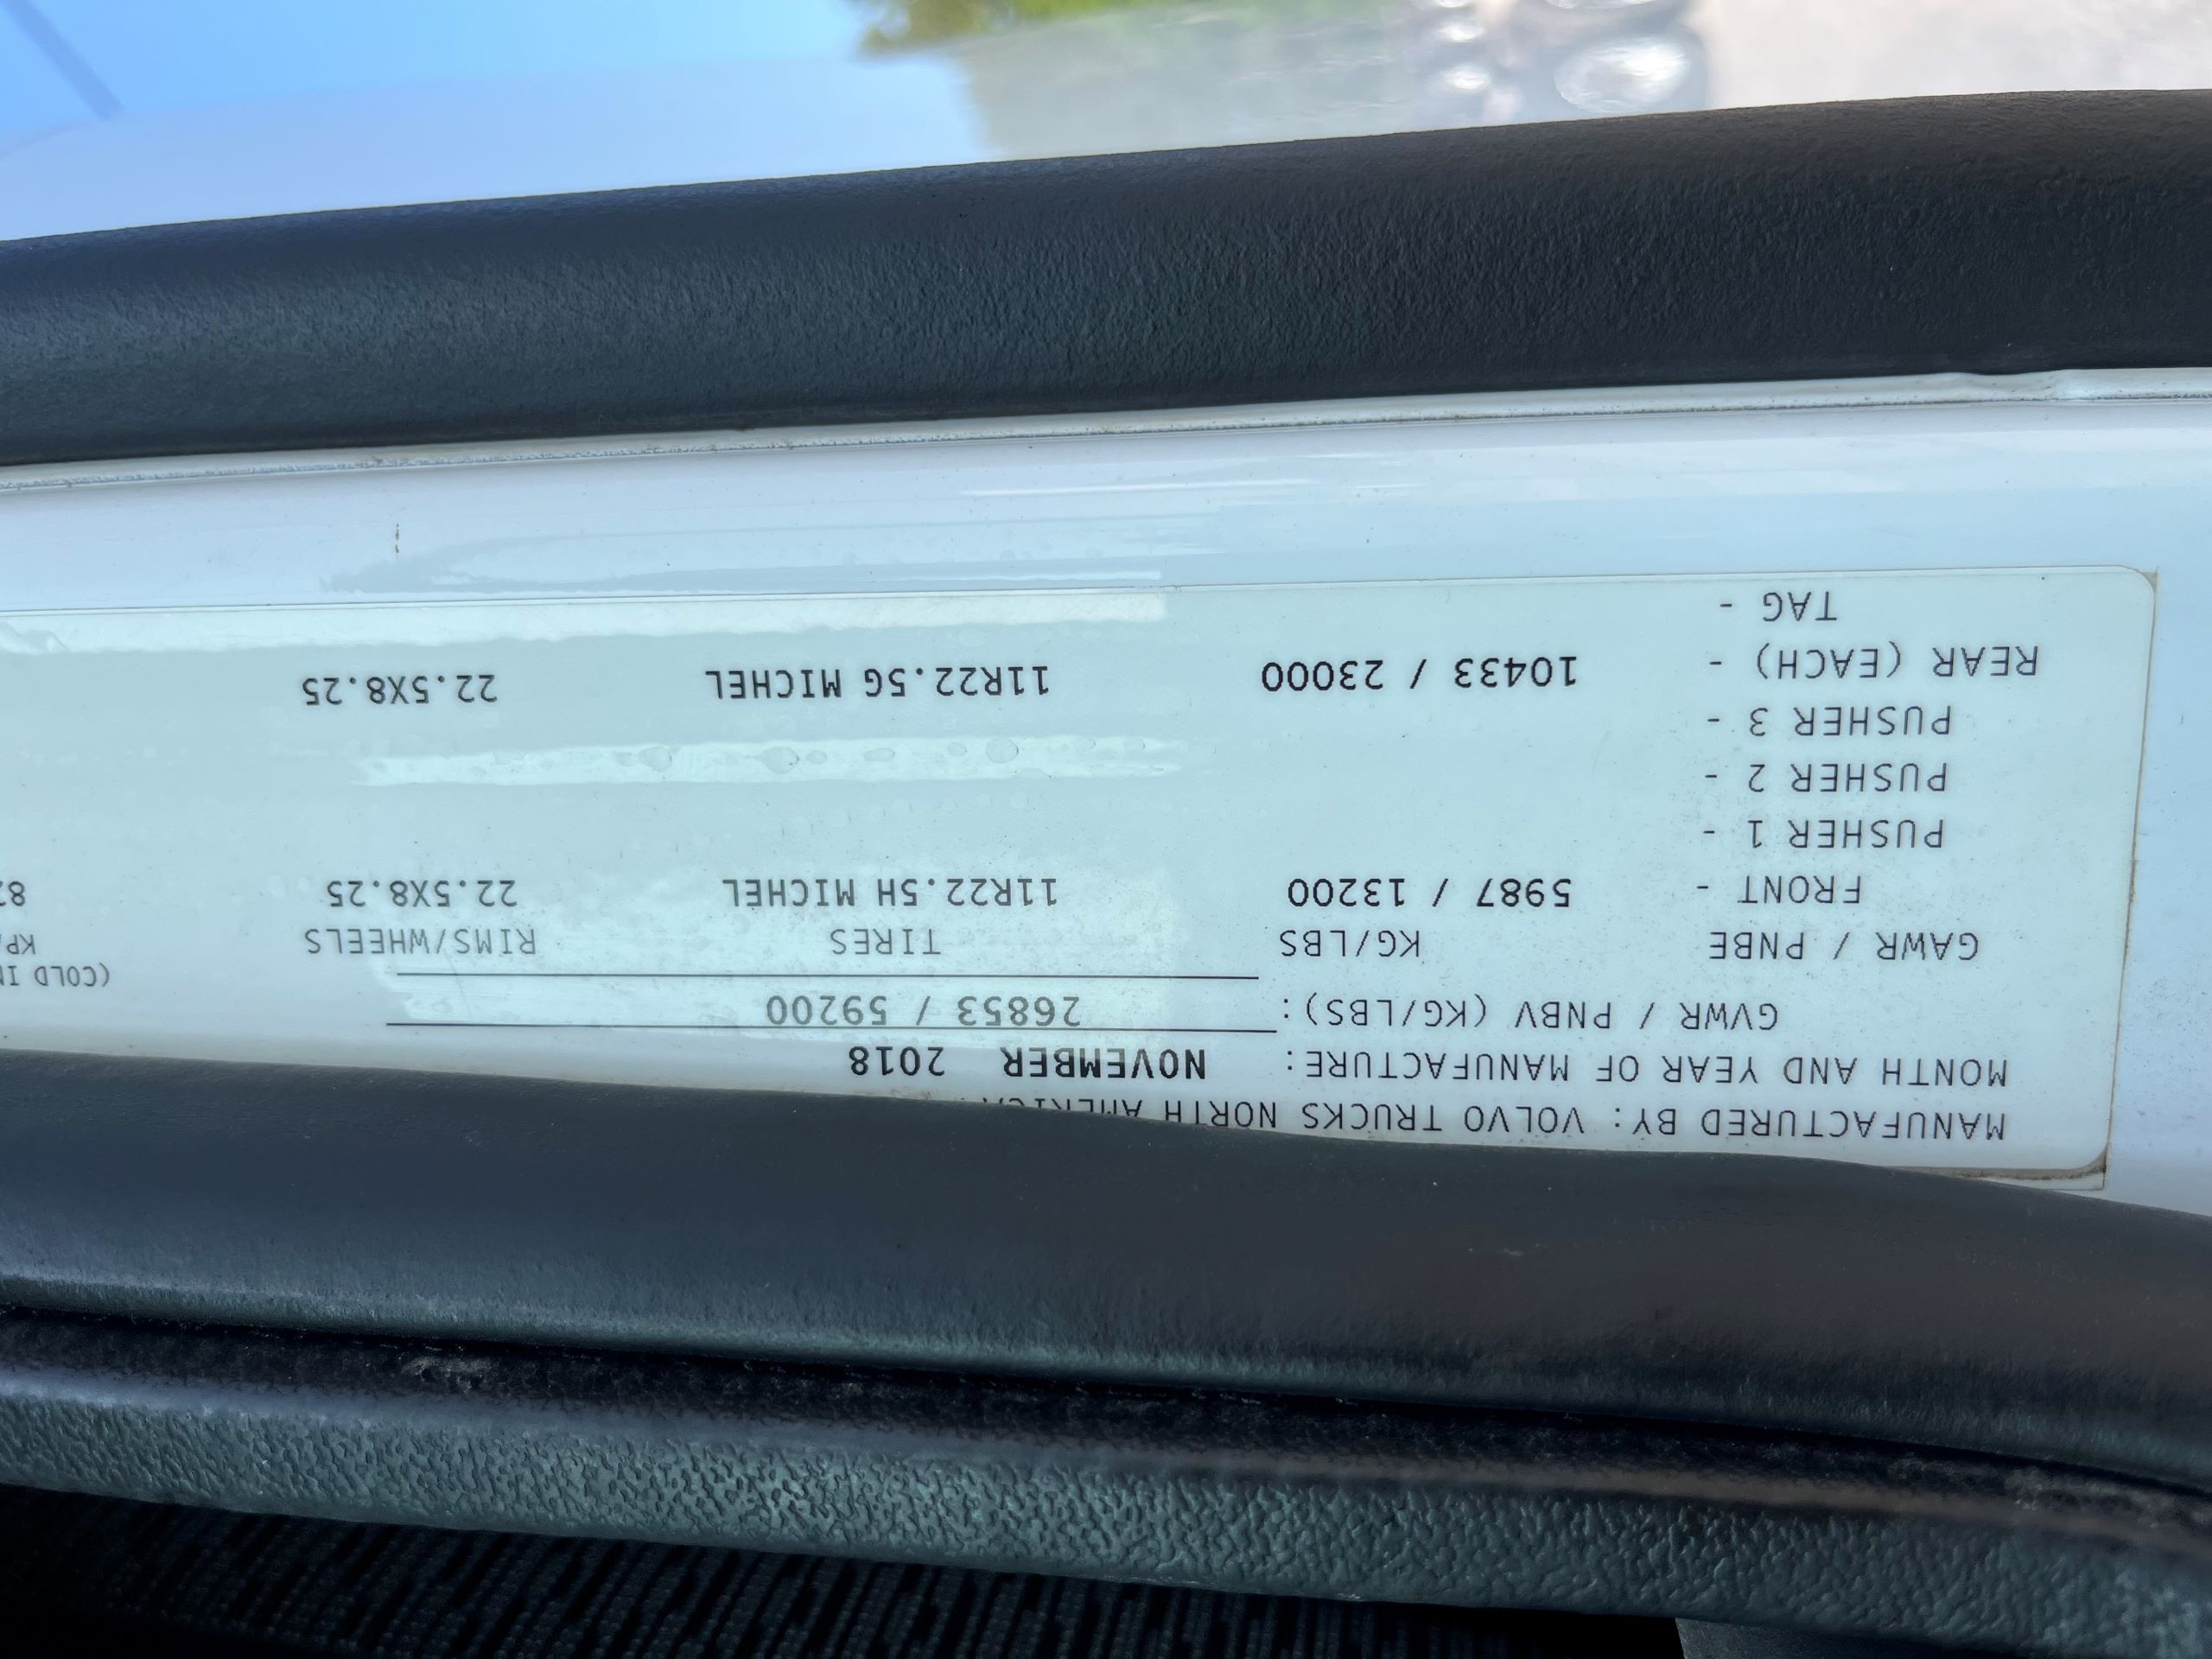 MANUFACTURED BY: VOLVO TRUCKS NORTH AMERICA
MONTH AND YEAR OF MANUFACTURE: NOVEMBER 2018
GVWR / PNBV (KG/LBS): 26853 / 59200
(COLD
GAWR / PNBE KG/LBS TIRES RIMS/WHEELS
FRONT - 5987 / 13200 11R22.5H MICHEL 22.5X8.25
PUSHER 1 -
PUSHER 2 -
PUSHER 3 -
REAR (EACH) - 10433 / 23000 11R22.5G MICHEL 22.5X8.25
TAG -